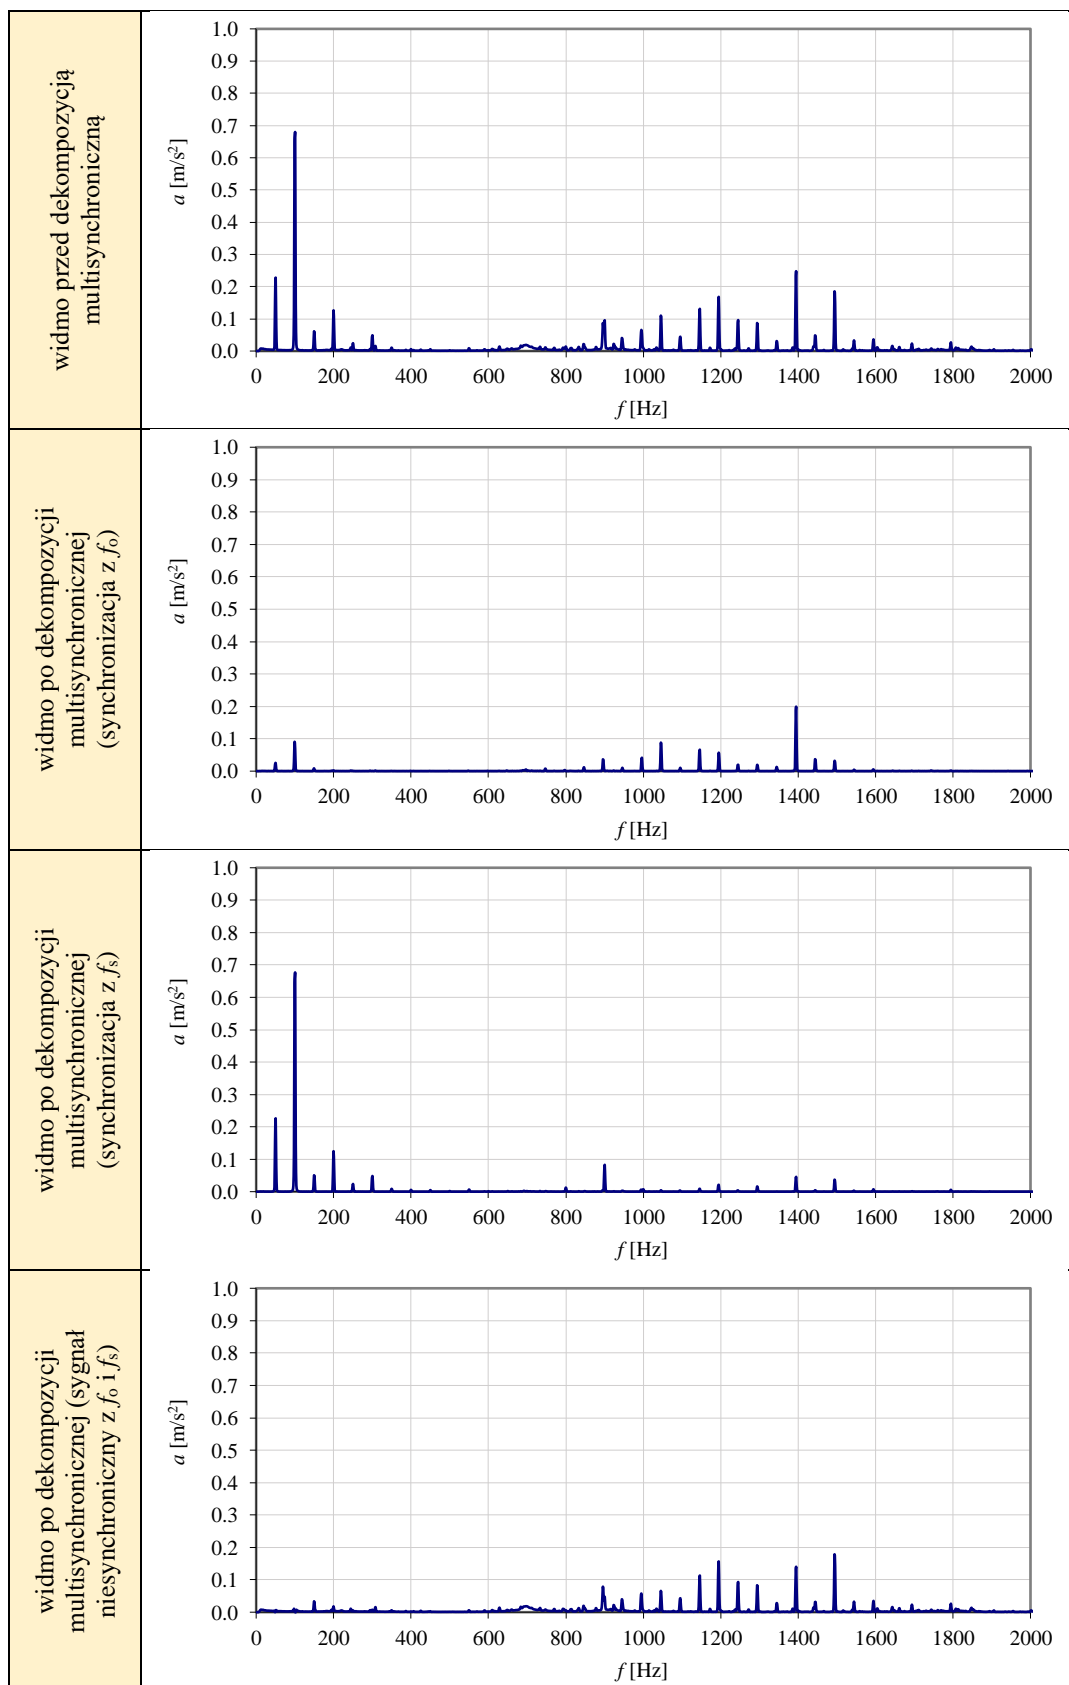 widmo przed dekompozycją
multisynchroniczną
1.0
0.9
0.8
0.7
0.6
0.5
0.4
0.3
0.2
0.1
0.0
a [m/s²]
0 200 400 600 800 1000 1200 1400 1600 1800 2000
f [Hz]
widmo po dekompozycji
multisynchronicznej
(synchronizacja z fo)
1.0
0.9
0.8
0.7
0.6
0.5
0.4
0.3
0.2
0.1
0.0
a [m/s²]
0 200 400 600 800 1000 1200 1400 1600 1800 2000
f [Hz]
widmo po dekompozycji
multisynchronicznej
(synchronizacja z fs)
1.0
0.9
0.8
0.7
0.6
0.5
0.4
0.3
0.2
0.1
0.0
a [m/s²]
0 200 400 600 800 1000 1200 1400 1600 1800 2000
f [Hz]
widmo po dekompozycji
multisynchronicznej (sygnał
niesynchroniczny z fo i fs)
1.0
0.9
0.8
0.7
0.6
0.5
0.4
0.3
0.2
0.1
0.0
a [m/s²]
0 200 400 600 800 1000 1200 1400 1600 1800 2000
f [Hz]